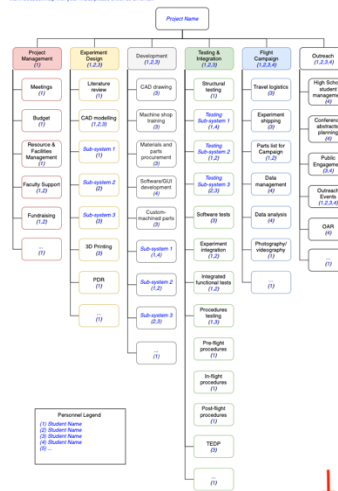 Project Name
Project
Management
(1)
Experiment
Design
(1,2,3)
Development
(1,2,3)
Testing &
Integration
(1,2,3)
Flight
Campaign
(1,2,3,4)
Outreach
(1,2,3,4)
Meetings
(1)
Budget
(1)
Resource &
Facilities
Management
(1)
Faculty Support
(1,2)
Fundraising
(1,2)
...
(1)
Literature
review
(1)
CAD modelling
(1,2,3)
Sub-system 1
(1)
Sub-system 2
(2)
Sub-system 3
(3)
3D Printing
(3)
PDR
(1)
...
(1)
CAD drawing
(3)
Machine shop
training
(3)
Materials and
parts
procurement
(3)
Software/GUI
development
(4)
Custom-
machined parts
(3)
Sub-system 1
(1,4)
Sub-system 2
(1,2)
Sub-system 3
(2,3)
...
(1)
Structural
testing
(1)
Testing
Sub-system 1
(1,4)
Testing
Sub-system 2
(1,2)
Testing
Sub-system 3
(2,3)
Software tests
(3)
Experiment
integration
(1,2)
Integrated
functional tests
(1,2)
Procedures
testing
(1,3)
Pre-flight
procedures
(1)
In-flight
procedures
(1)
Post-flight
procedures
(1)
TEDP
(3)
...
(1)
Travel logistics
(3)
Experiment
shipping
(3)
Parts list for
Campaign
(1,2)
Data
management
(4)
Data analysis
(4)
Photography/
videography
(1)
...
(1)
High Scho
student
manageme
(4)
Conferenc
abstracts
planning
(4)
Public
Engageme
(3,4)
Outreach
Events
(1,2,3,4)
OAR
(4)
...
(1)
Personnel Legend
(1) Student Name
(2) Student Name
(3) Student Name
(4) Student Name
(5) ...